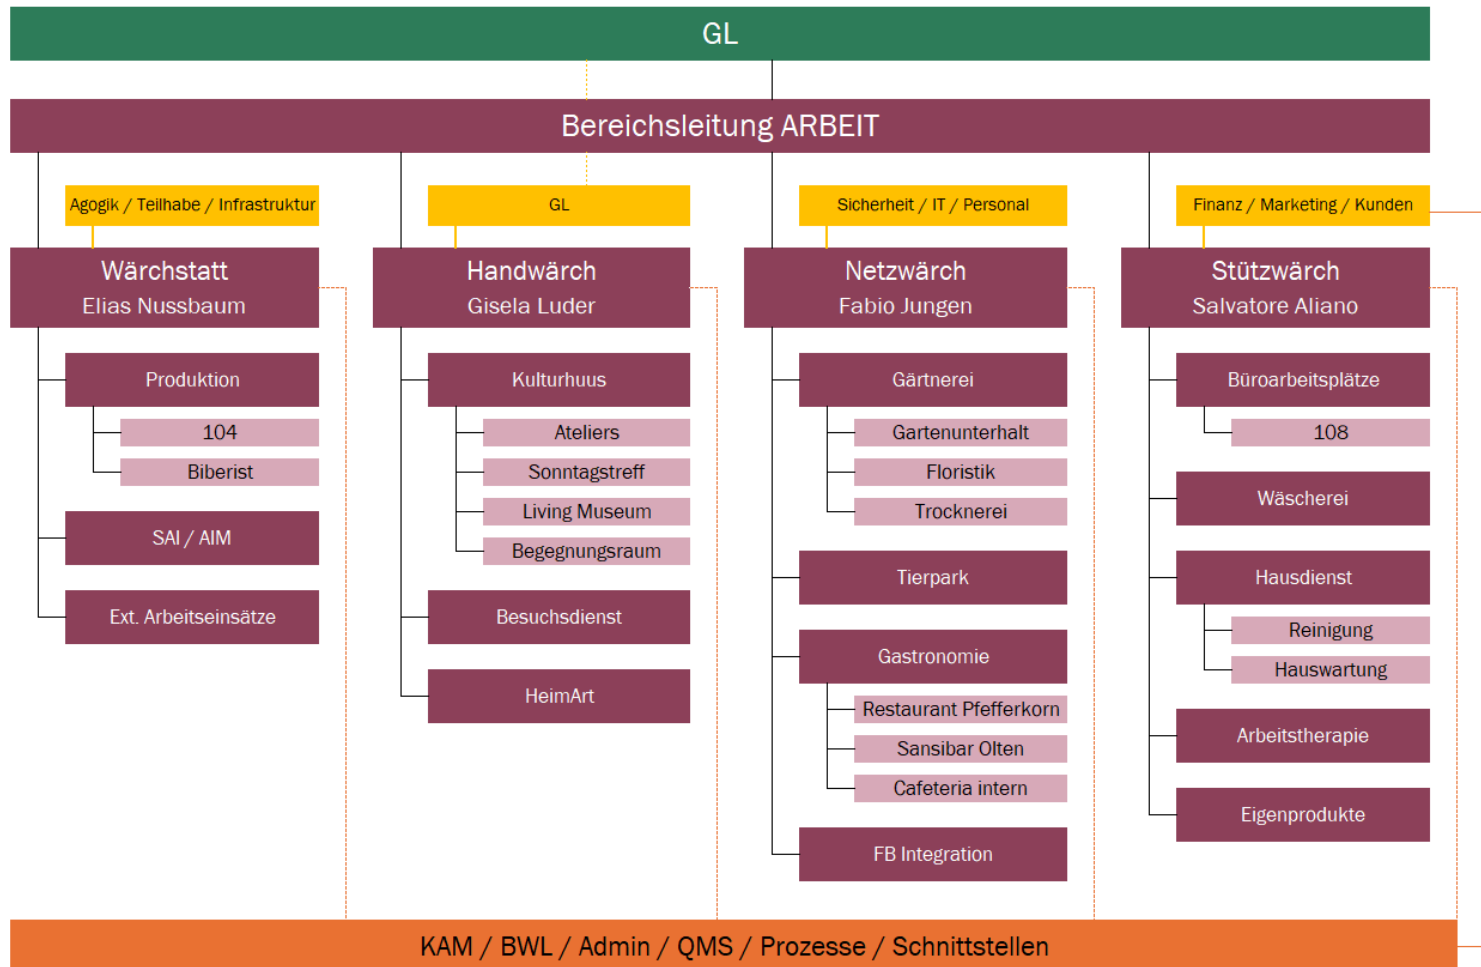 GL
Bereichsleitung ARBEIT
Agogik / Teilhabe / Infrastruktur
GL
Sicherheit / IT / Personal
Finanz / Marketing / Kunden
Wärchstatt
Elias Nussbaum
Handwärch
Gisela Luder
Netzwärch
Fabio Jungen
Stützwärch
Salvatore Aliano
Produktion
104
Biberist
SAI / AIM
Ext. Arbeitseinsätze
Kulturhuus
Ateliers
Sonntagstreff
Living Museum
Begegnungsraum
Besuchsdienst
HeimArt
Gärtnerei
Gartenunterhalt
Floristik
Trocknerei
Tierpark
Gastronomie
Restaurant Pfefferkorn
Sansibar Olten
Cafeteria intern
FB Integration
Büroarbeitsplätze
108
Wäscherei
Hausdienst
Reinigung
Hauswartung
Arbeitstherapie
Eigenprodukte
KAM / BWL / Admin / QMS / Prozesse / Schnittstellen